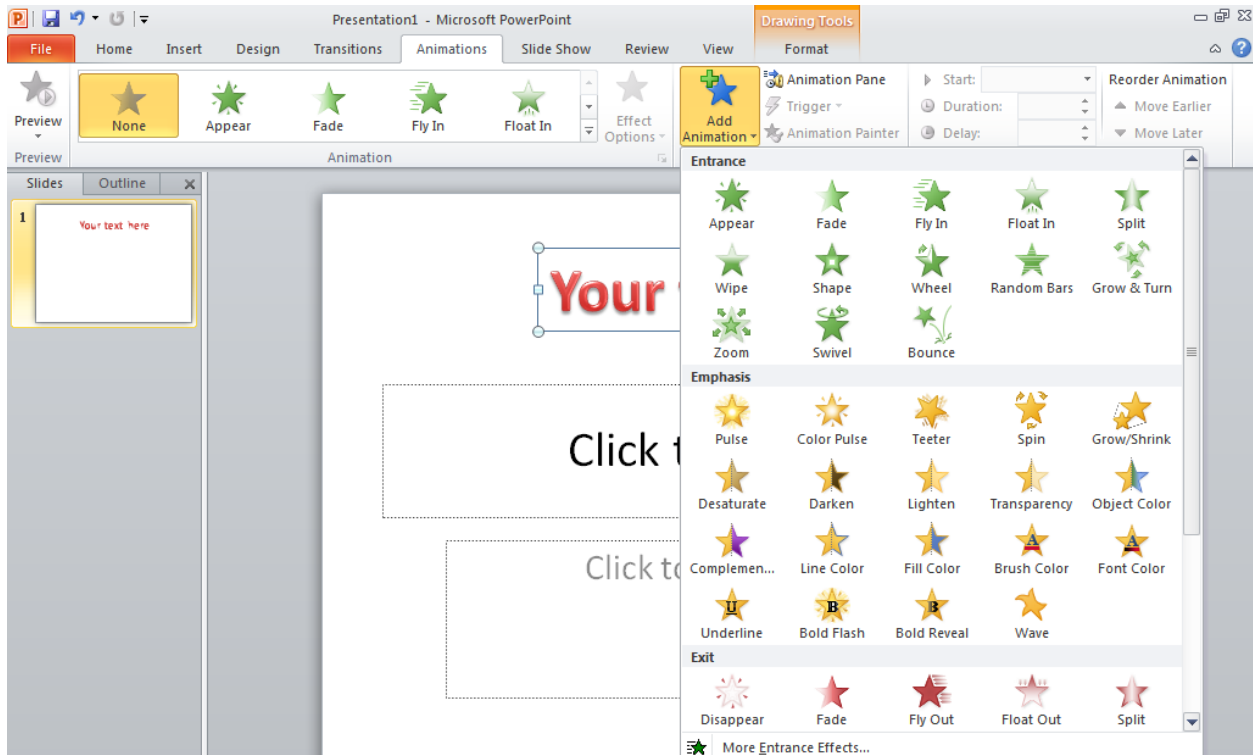 P
Presentation1 - Microsoft PowerPoint
Drawing Tools
File Home Insert Design Transitions Animations Slide Show Review View Format
Preview
None
Appear
Fade
Fly In
Float In
Effect
Options
Add
Animation
Animation Pane
Trigger
Animation Painter
Start:
Duration:
Delay:
Reorder Animation
Move Earlier
Move Later
Preview
Animation
Slides Outline
1
Your text here
Your
Click
Click to
Entrance
Appear Fade Fly In Float In Split
Wipe Shape Wheel Random Bars Grow & Turn
Zoom Swivel Bounce
Emphasis
Pulse Color Pulse Teeter Spin Grow/Shrink
Desaturate Darken Lighten Transparency Object Color
Complemen... Line Color Fill Color Brush Color Font Color
Underline Bold Flash Bold Reveal Wave
Exit
Disappear Fade Fly Out Float Out Split
More Entrance Effects...